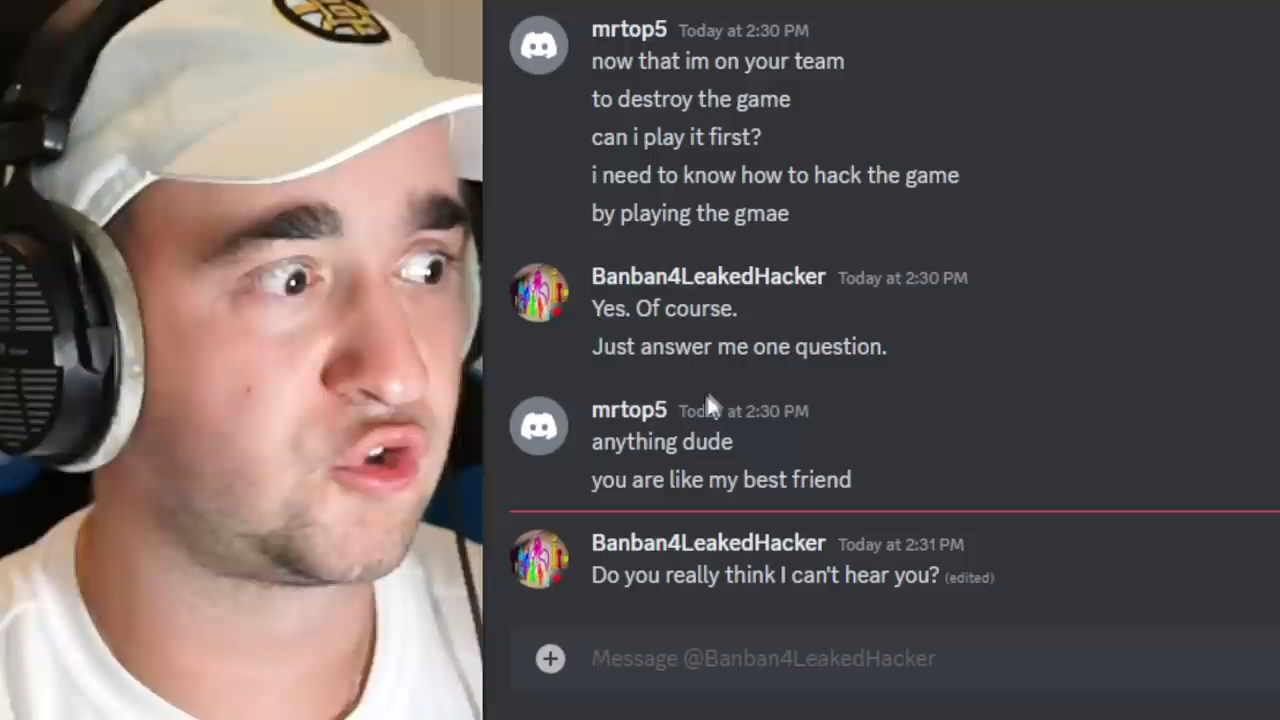 mrtop5 Today at 2:30 PM
now that im on your team
to destroy the game
can i play it first?
i need to know how to hack the game
by playing the gmae
Banban4LeakedHacker Today at 2:30 PM
Yes. Of course.
Just answer me one question.
mrtop5 Today at 2:30 PM
anything dude
you are like my best friend
Banban4LeakedHacker Today at 2:31 PM
Do you really think I can't hear you? (edited)
Message @Banban4LeakedHacker